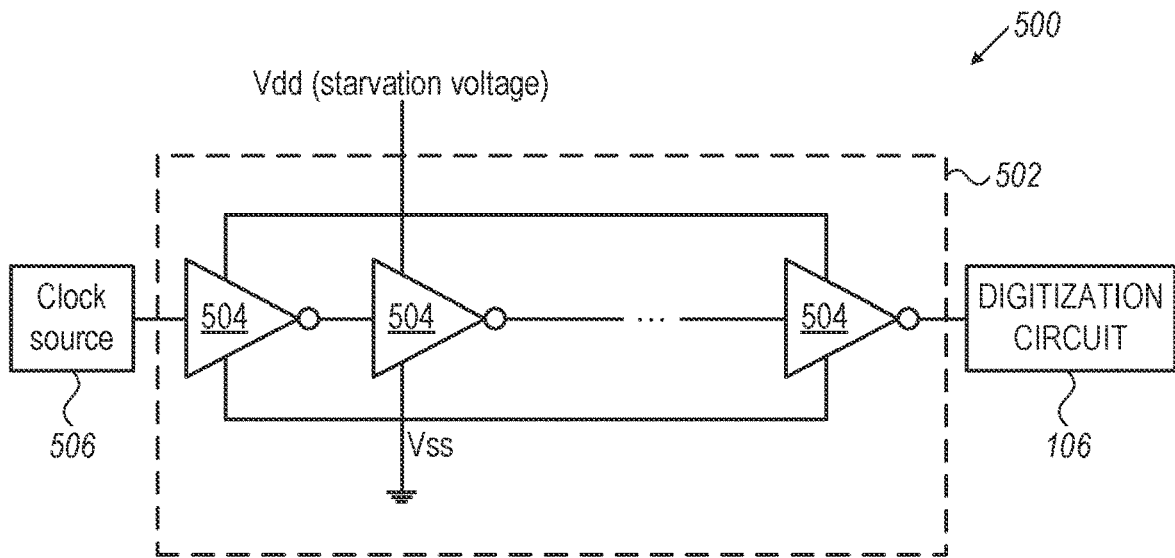 500
Vdd (starvation voltage)
502
Clock
source
504
504
...
504
DIGITIZATION
CIRCUIT
506
Vss
106